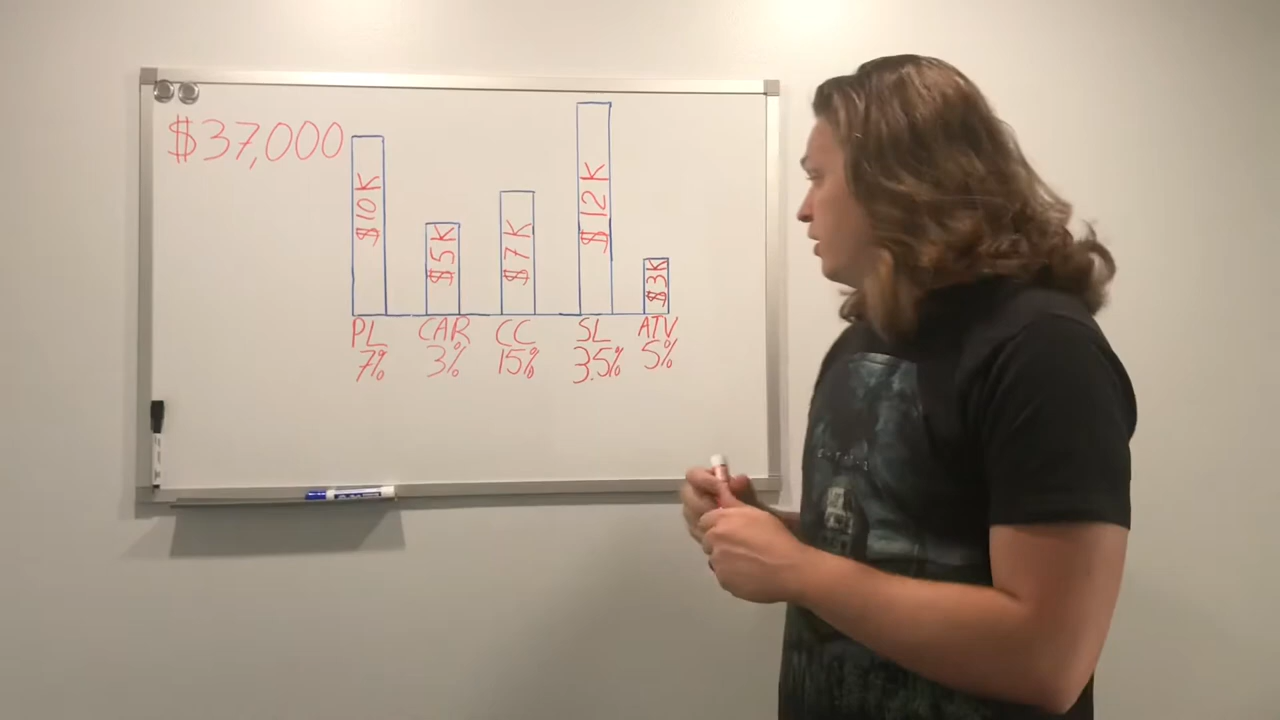 $37,000
$10K
$5K
$7K
$12K
$3K
PL CAR CC SL ATV
7% 3% 15% 3.5% 5%